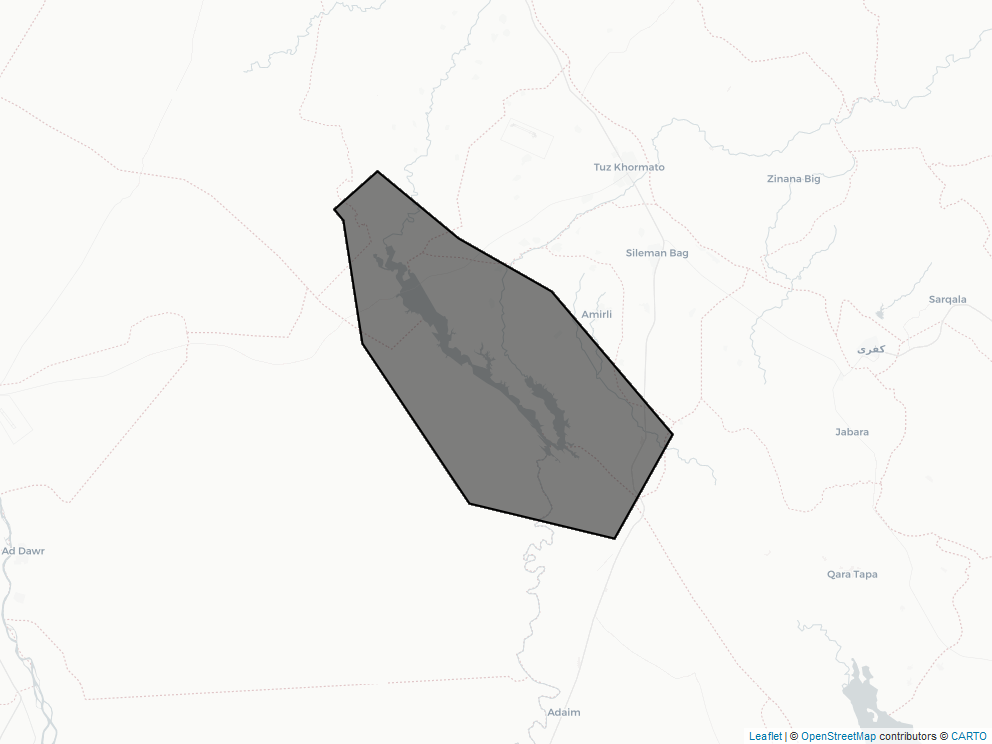 Tuz Khormato
Zinana Big
Sileman Bag
Sarqala
Amirli
کفری
Jabara
Ad Dawr
Qara Tapa
Adaim
Leaflet | © OpenStreetMap contributors © CARTO